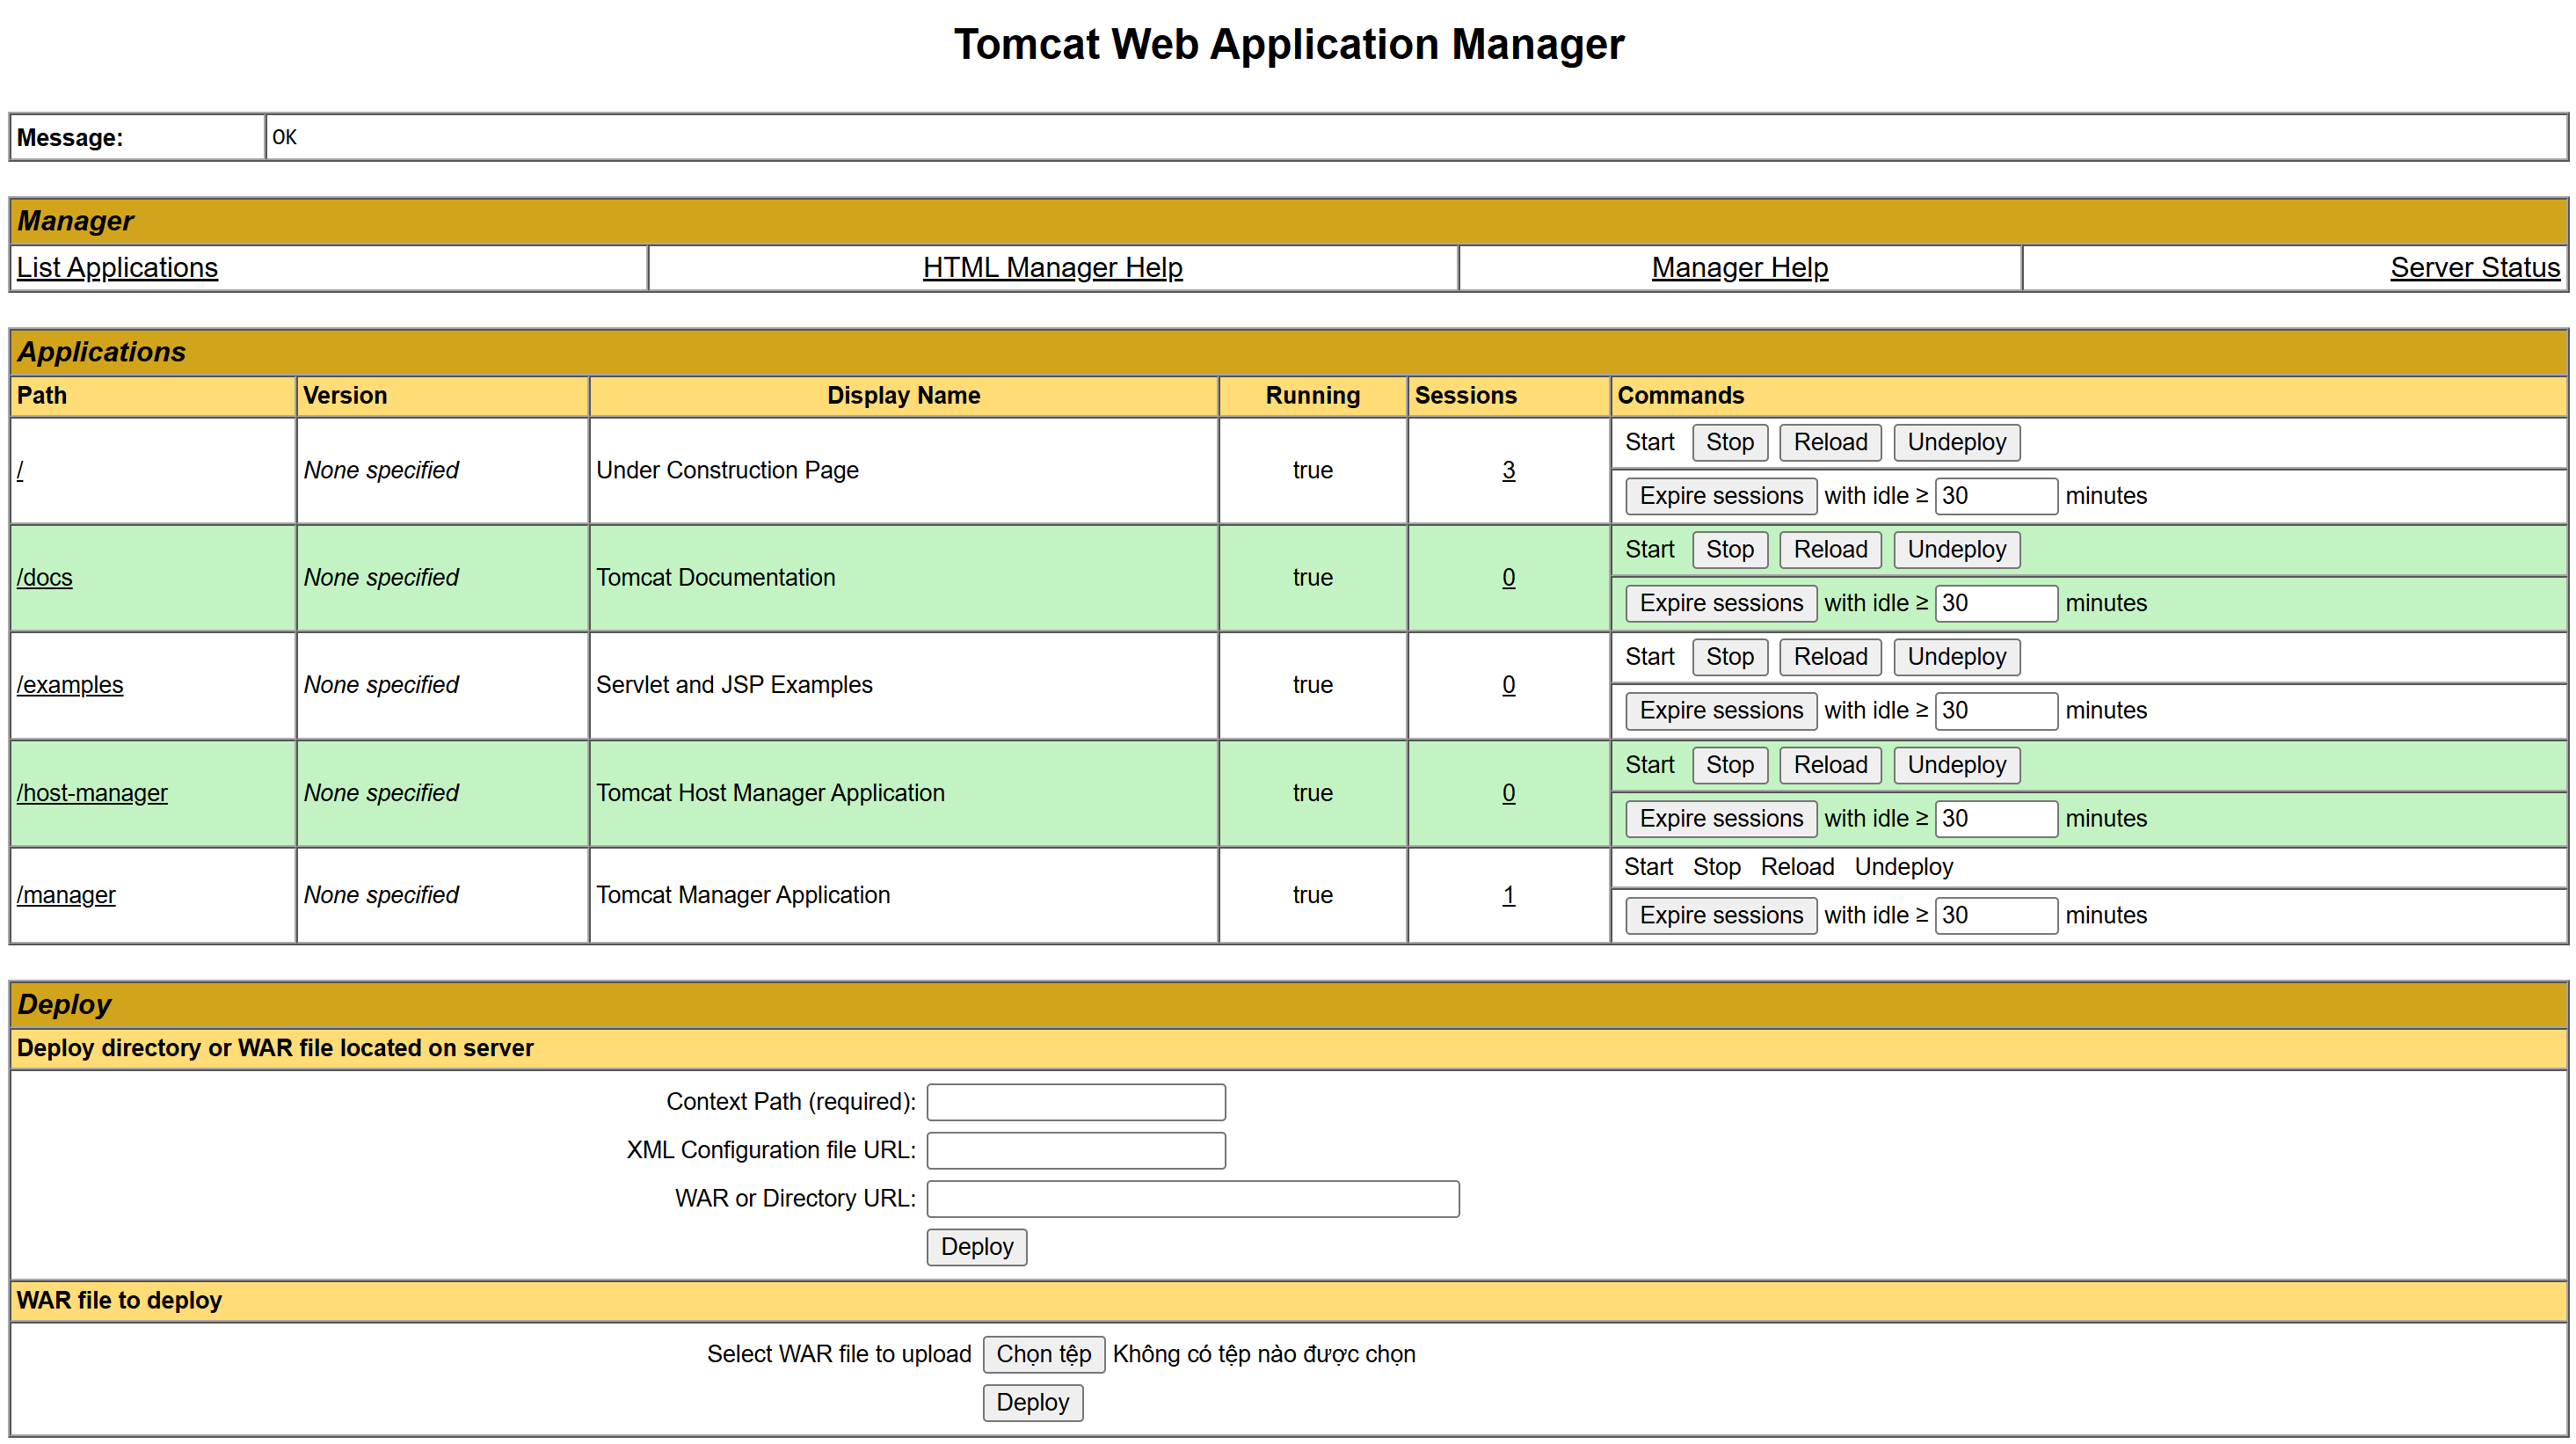 Tomcat Web Application Manager
Message: OK
Manager
List Applications HTML Manager Help Manager Help Server Status
Applications
Path Version Display Name Running Sessions Commands
Start Stop Reload Undeploy
/ None specified Under Construction Page true 3
Expire sessions with idle ≥ 30 minutes
Start Stop Reload Undeploy
/docs None specified Tomcat Documentation true 0
Expire sessions with idle ≥ 30 minutes
Start Stop Reload Undeploy
/examples None specified Servlet and JSP Examples true 0
Expire sessions with idle ≥ 30 minutes
Start Stop Reload Undeploy
/host-manager None specified Tomcat Host Manager Application true 0
Expire sessions with idle ≥ 30 minutes
Start Stop Reload Undeploy
/manager None specified Tomcat Manager Application true 1
Expire sessions with idle ≥ 30 minutes
Deploy
Deploy directory or WAR file located on server
Context Path (required):
XML Configuration file URL:
WAR or Directory URL:
Deploy
WAR file to deploy
Select WAR file to upload Chọn tệp Không có tệp nào được chọn
Deploy